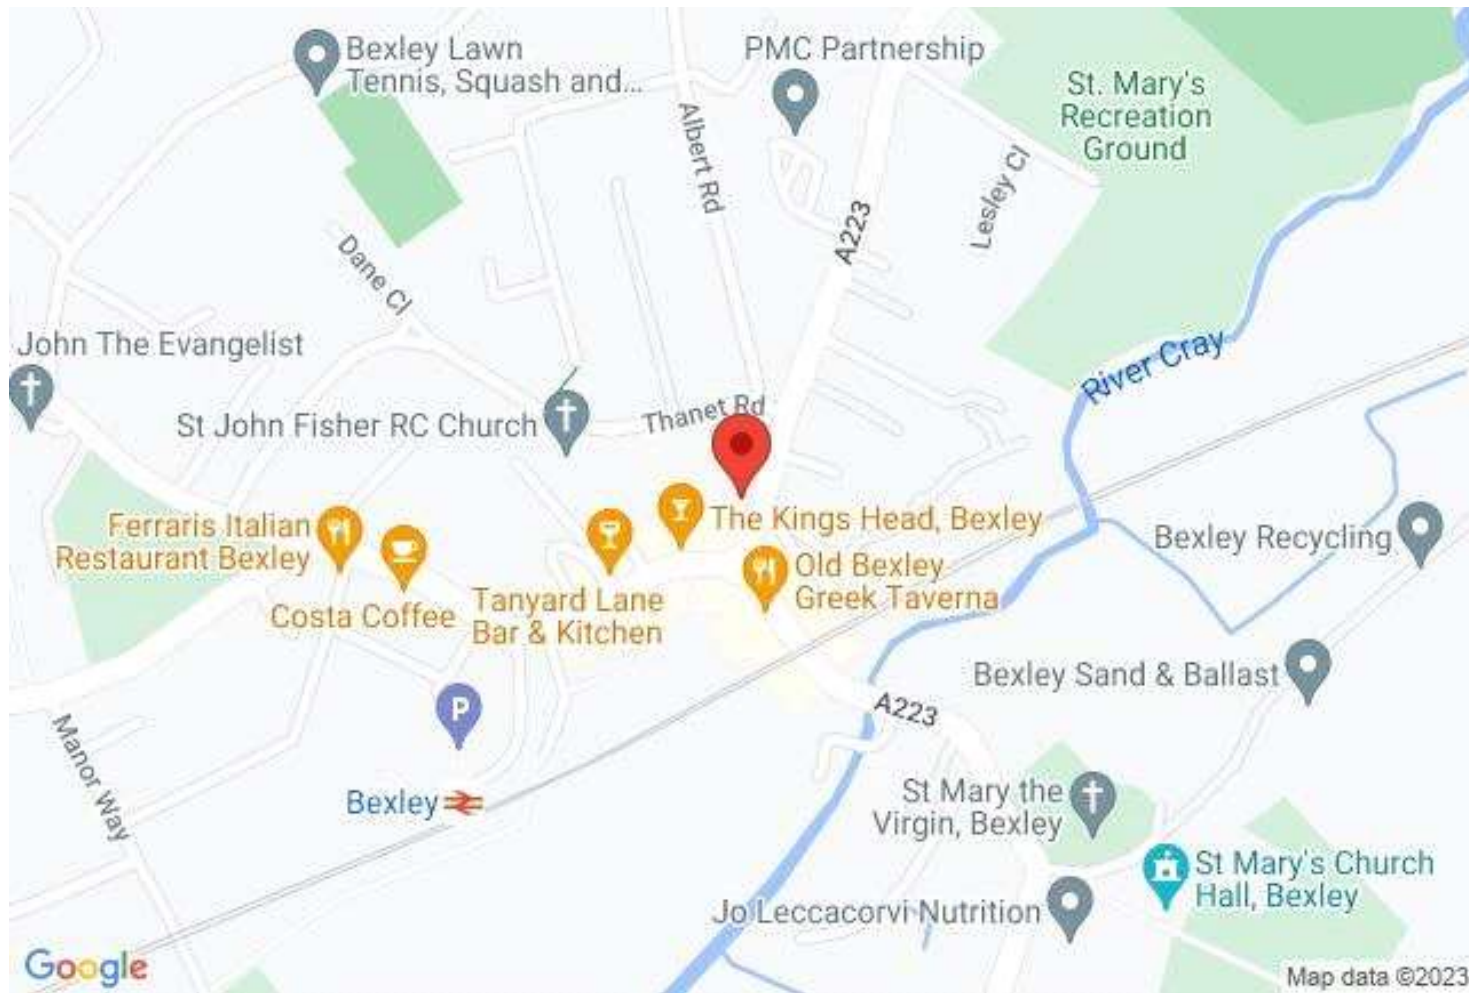 Bexley Lawn
Tennis, Squash and...
PMC Partnership
St. Mary's
Recreation
Ground
Albert Rd
Lesley Cl
A223
Dane Cl
John The Evangelist
River Cray
St John Fisher RC Church
Thanet Rd
Ferraris Italian
Restaurant Bexley
The Kings Head, Bexley
Bexley Recycling
Costa Coffee
Tanyard Lane
Bar & Kitchen
Old Bexley
Greek Taverna
Bexley Sand & Ballast
P
A223
Manor Way
Bexley
St Mary the
Virgin, Bexley
St Mary's Church
Hall, Bexley
Jo Leccacorvi Nutrition
Google
Map data ©2023